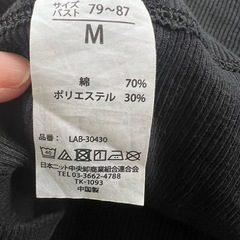 サイズ
バスト 79～87
M
綿 70%
ポリエステル 30%
品番： LAB-30430
日本ニット中央卸商業組合連合会
TEL 03-3662-4788
TK-1093
中国製